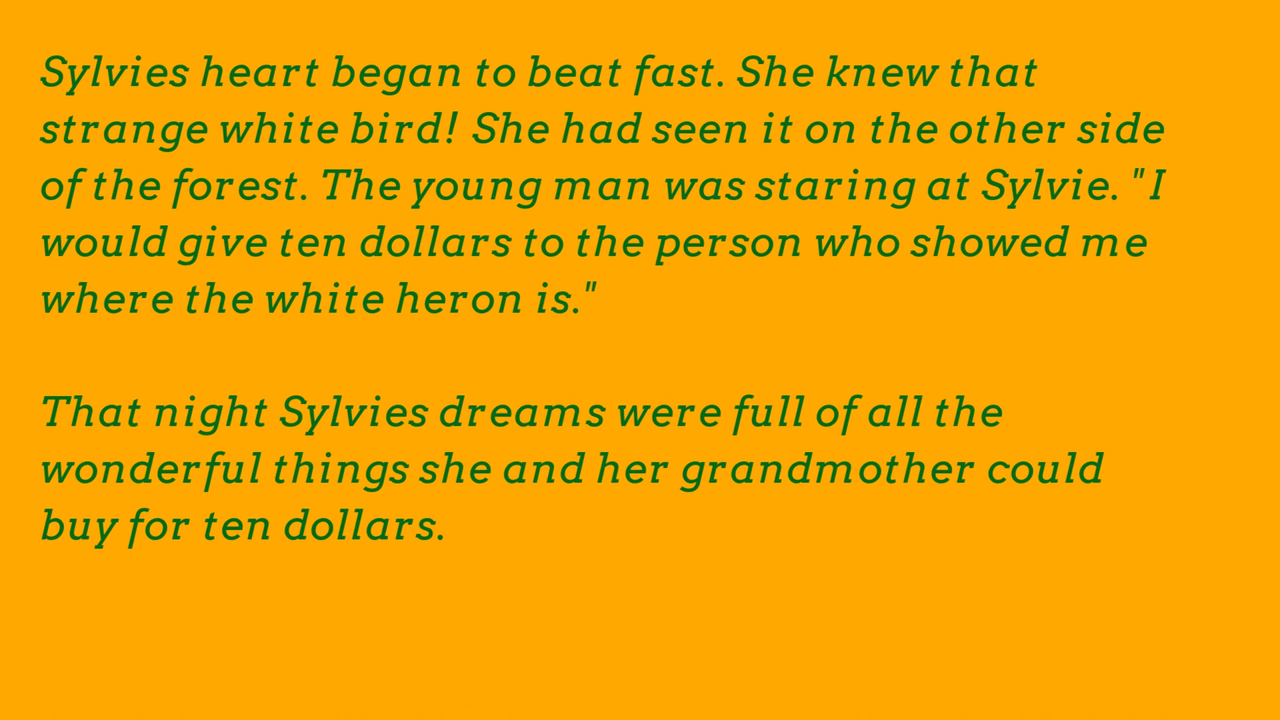 Sylvies heart began to beat fast. She knew that
strange white bird! She had seen it on the other side
of the forest. The young man was staring at Sylvie. "I
would give ten dollars to the person who showed me
where the white heron is."
That night Sylvies dreams were full of all the
wonderful things she and her grandmother could
buy for ten dollars.